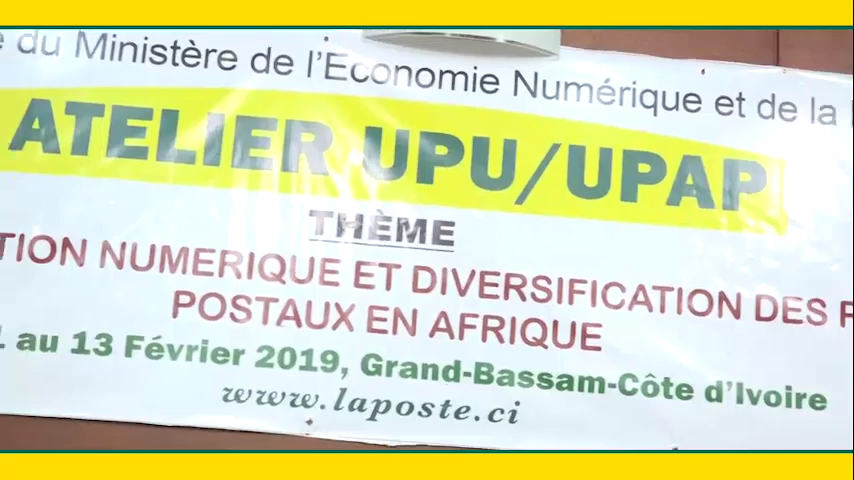 du Ministère de l'Economie Numérique et de la
ATELIER UPU/UPAP
THÈME
TION NUMERIQUE ET DIVERSIFICATION DES P
POSTAUX EN AFRIQUE
au 13 Février 2019, Grand-Bassam-Côte d'Ivoire
www.laposte.ci